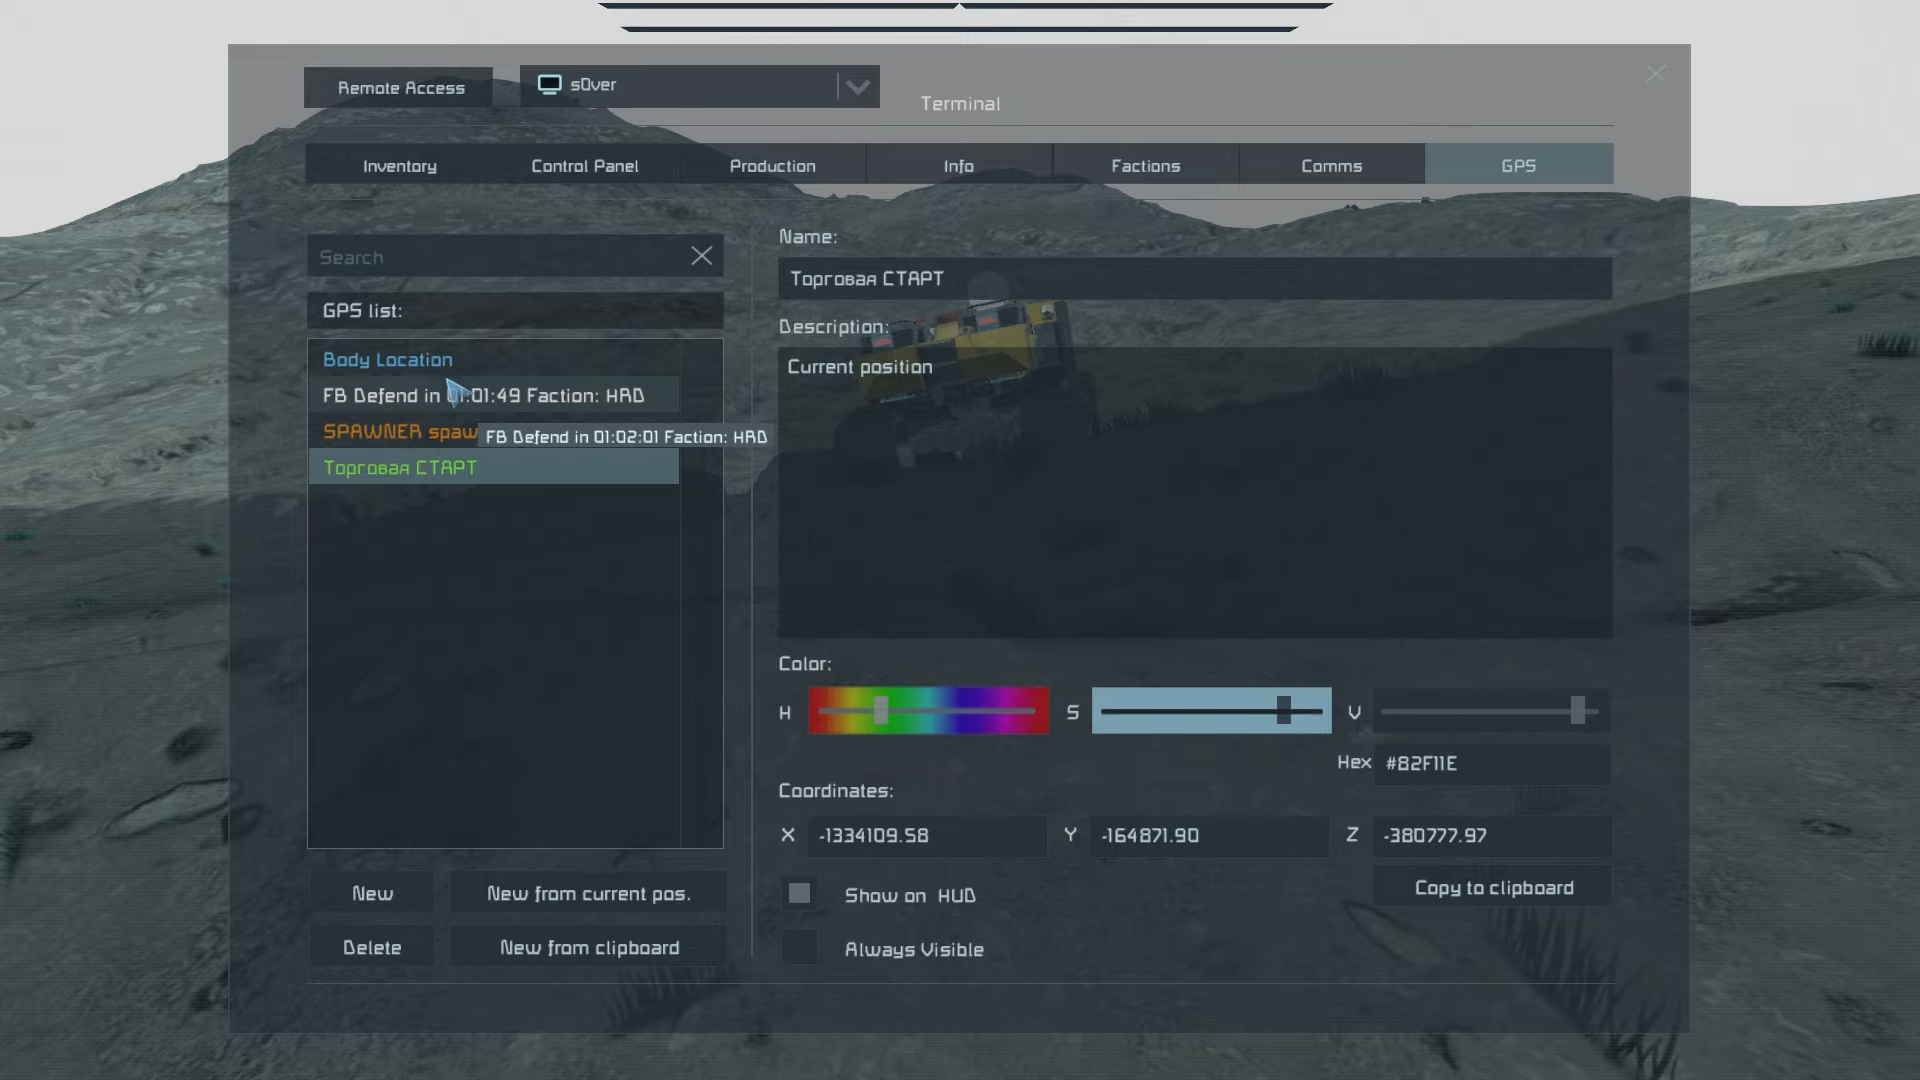 Remote Access
sOver
Terminal
Inventory
Control Panel
Production
Info
Factions
Comms
GPS
Search
GPS list:
Body Location
FB Defend in 01:01:49 Faction: HRD
SPAWNER spaw
FB Defend in 01:02:01 Faction: HRD
Торговая СТАРТ
New
New from current pos.
Delete
New from clipboard
Name:
Торговая СТАРТ
Description:
Current position
Color:
H
S
V
Hex #82F11E
Coordinates:
X -1334109.58
Y -164871.90
Z -380777.97
Copy to clipboard
Show on HUD
Always Visible